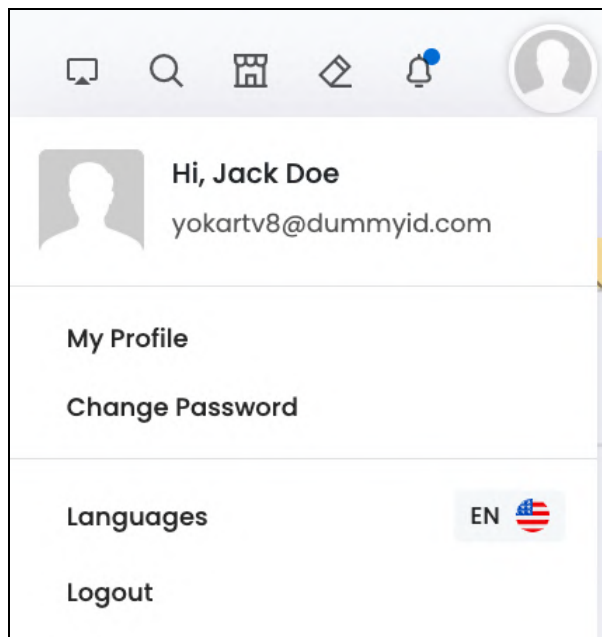 Hi, Jack Doe
yokartv8@dummyid.com
My Profile
Change Password
Languages
EN
Logout